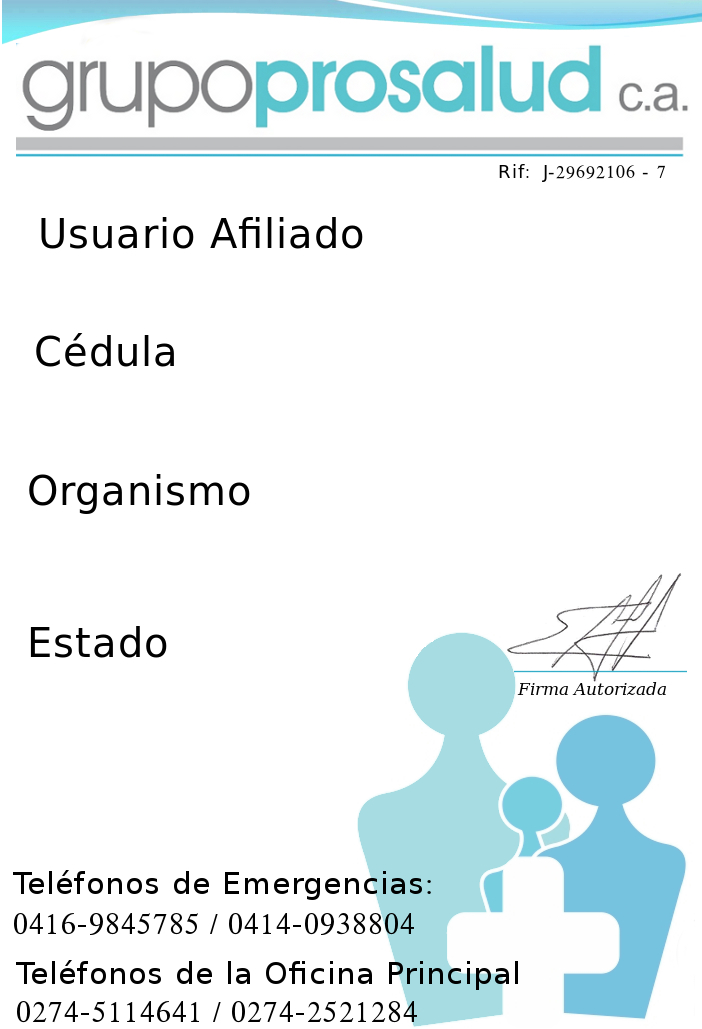 grupoprosalud c.a.
Rif: J-29692106 - 7
Usuario Afiliado
Cédula
Organismo
Estado
Firma Autorizada
Teléfonos de Emergencias:
0416-9845785 / 0414-0938804
Teléfonos de la Oficina Principal
0274-5114641 / 0274-2521284